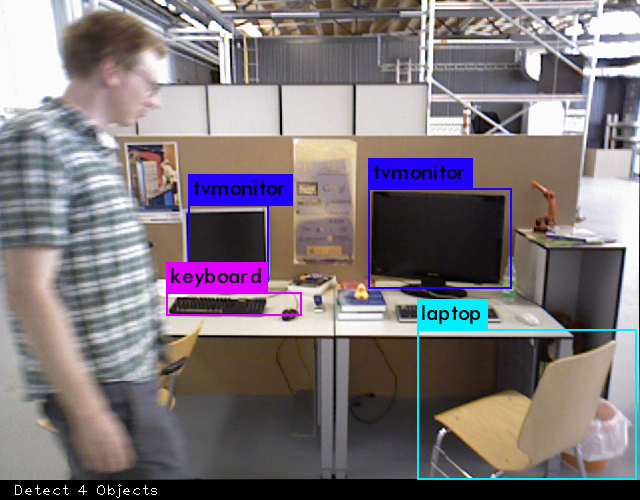 tvmonitor
tvmonitor
keyboard
laptop
Detect 4 Objects